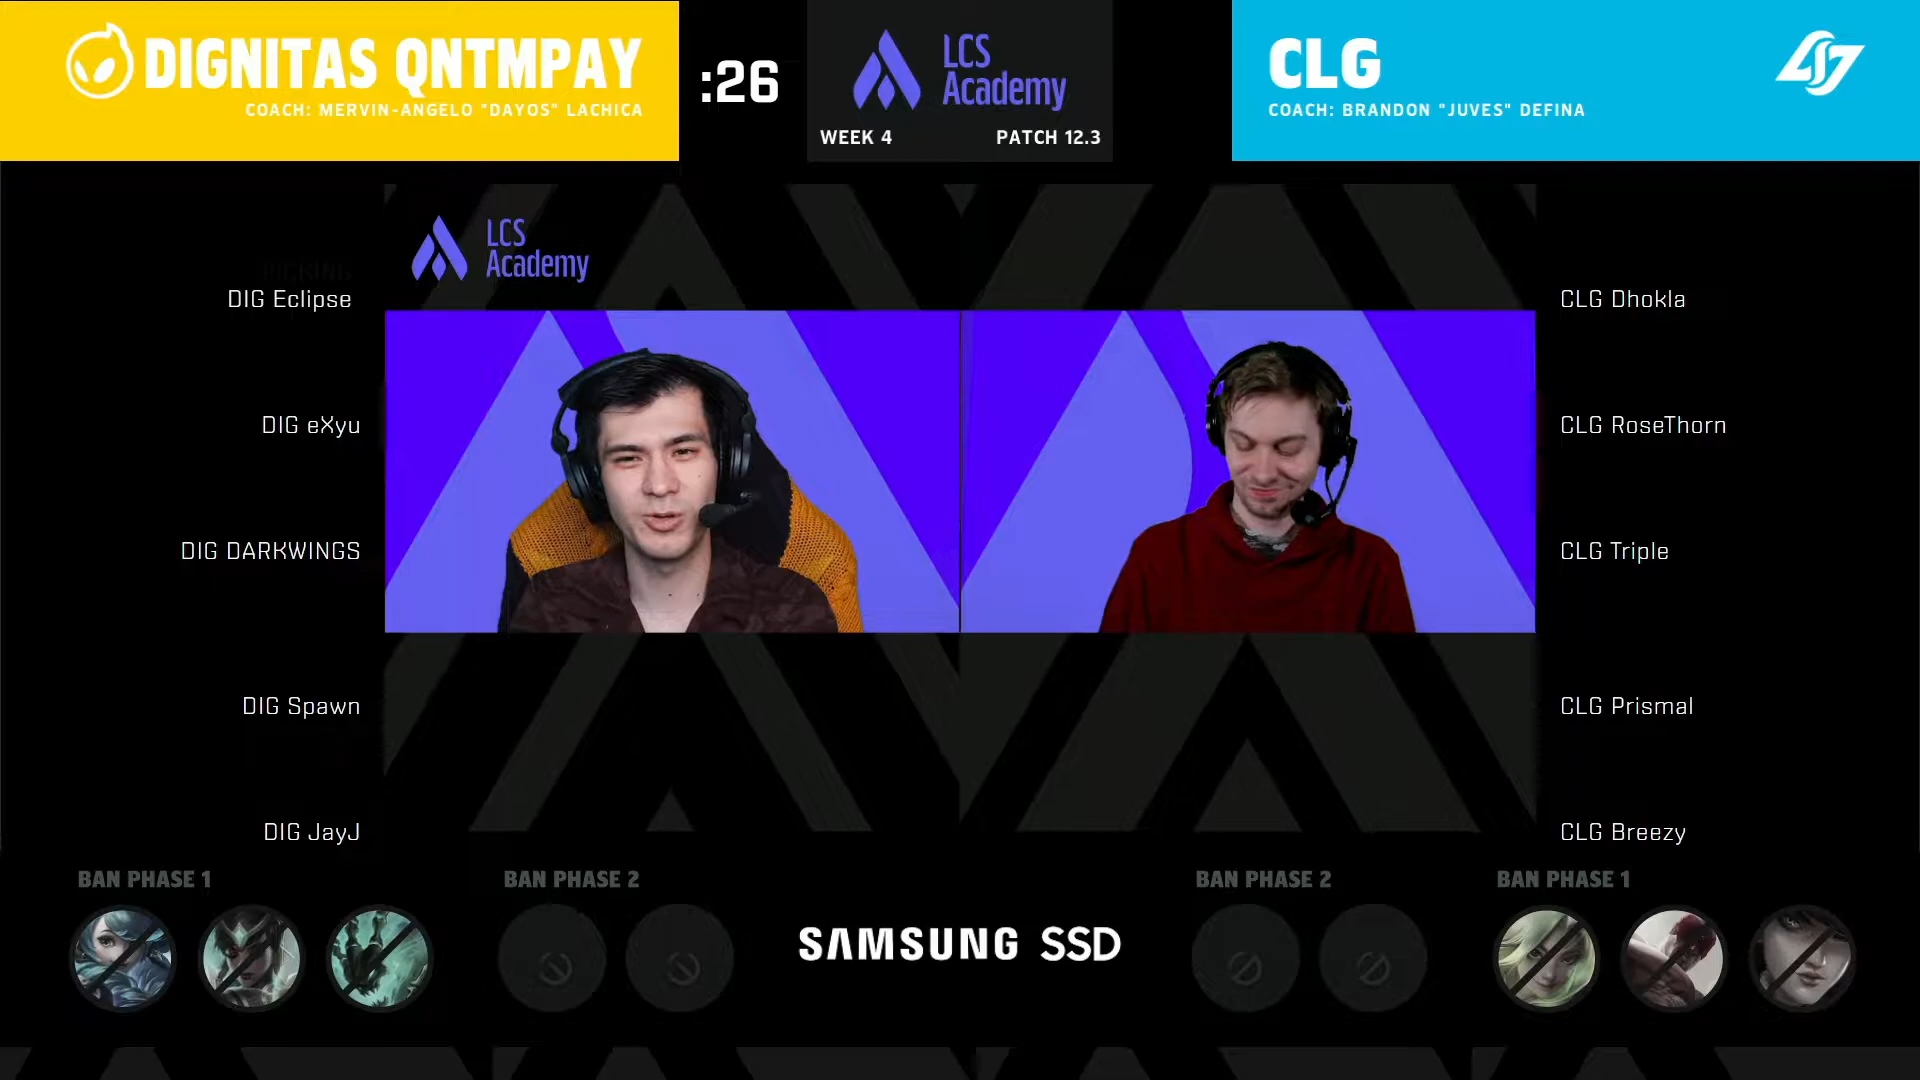 DIGNITAS QNTMPAY
COACH: MERVIN-ANGELO "DAYOS" LACHICA
:26
LCS
Academy
WEEK 4
PATCH 12.3
CLG
COACH: BRANDON "JUVES" DEFINA
LCS
Academy
PICKING
DIG Eclipse
DIG eXyu
DIG DARKWINGS
DIG Spawn
DIG JayJ
CLG Dhokla
CLG RoseThorn
CLG Triple
CLG Prismal
CLG Breezy
BAN PHASE 1
BAN PHASE 2
SAMSUNG SSD
BAN PHASE 2
BAN PHASE 1